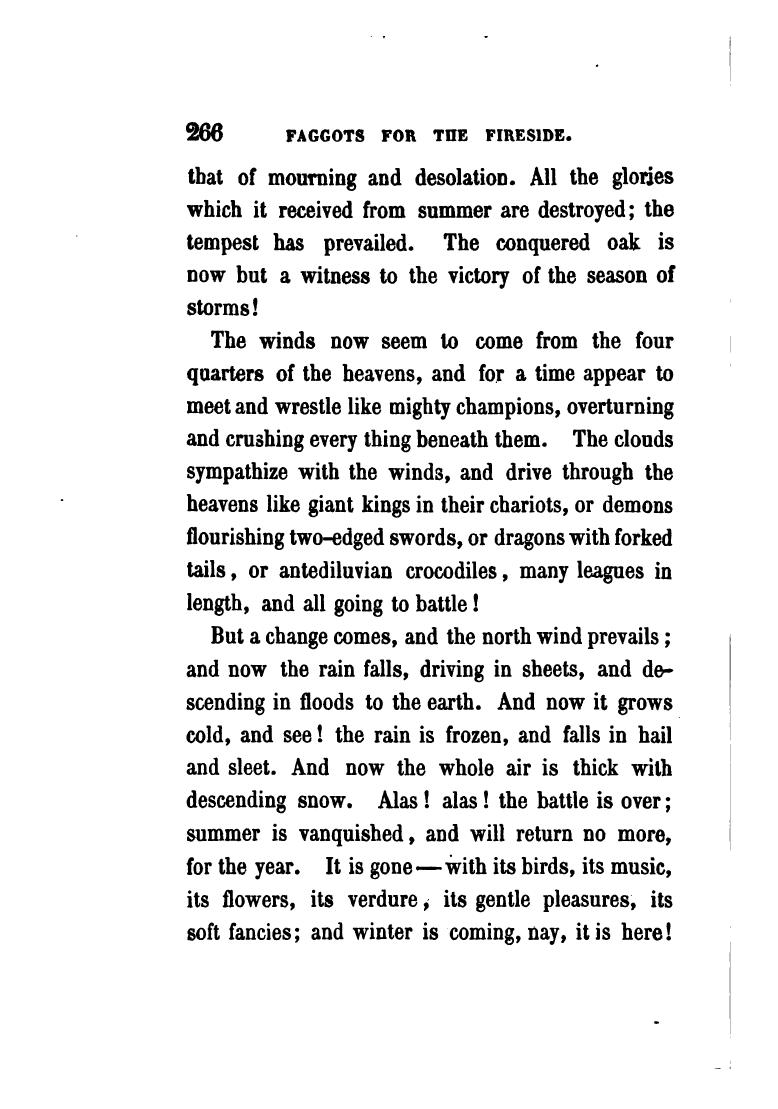 266 FAGGOTS FOR THE FIRESIDE.
that of mourning and desolation. All the glories
which it received from summer are destroyed; the
tempest has prevailed. The conquered oak is
now but a witness to the victory of the season of
storms!
The winds now seem to come from the four
quarters of the heavens, and for a time appear to
meet and wrestle like mighty champions, overturning
and crushing every thing beneath them. The clouds
sympathize with the winds, and drive through the
heavens like giant kings in their chariots, or demons
flourishing two-edged swords, or dragons with forked
tails, or antediluvian crocodiles, many leagues in
length, and all going to battle!
But a change comes, and the north wind prevails;
and now the rain falls, driving in sheets, and de-
scending in floods to the earth. And now it grows
cold, and see! the rain is frozen, and falls in hail
and sleet. And now the whole air is thick with
descending snow. Alas! alas! the battle is over;
summer is vanquished, and will return no more,
for the year. It is gone—with its birds, its music,
its flowers, its verdure, its gentle pleasures, its
soft fancies; and winter is coming, nay, it is here!